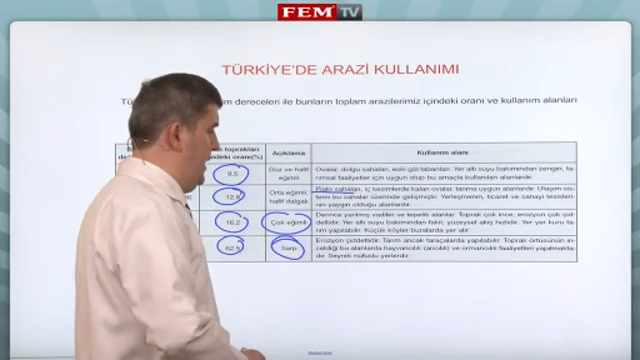 FEM TV
TÜRKİYE'DE ARAZİ KULLANIMI
dereceleri ile bunların toplam arazilerimiz içindeki oranı ve kullanım alanları
toprakları
oranı(%)
Açıklama
Kullanım alanı
8,5
Düz ve hafif
eğimli
Ovalar, dolgu sahaları, eski göl tabanları. Yer altı suyu bakımından zengin, ta-
rımsal faaliyetler için uygun olup bu amaçla kullanılan alanlardır.
12,8
Orta eğimli,
hafif dalgalı
Plato sahaları, iç kesimlerde kalan ovalar, tarıma uygun alanlardır. Ulaşım sis-
temi bu sahalar üzerinde gelişmiştir. Yerleşmenin, ticaret ve sanayi tesisleri-
nin yaygın olduğu alanlardır.
16,2
Çok eğimli
Derince yarılmış vadiler ve tepelik alanlar. Toprak çok ince, erozyon çok şid-
detlidir. Yer altı suyu bakımından fakir, yüzeysel akış hızlıdır. Yer yer kuru ta-
rım yapılabilir. Küçük köyler buralarda yer alır.
62,5
Sarp
Erozyon şiddetlidir. Tarım ancak taraçalarda yapılabilir. Toprak örtüsünün in-
celdiği bu alanlarda hayvancılık (arıcılık) ve ormancılık faaliyetleri yapılmakta-
dır. Seyrek nüfuslu yerlerdir.